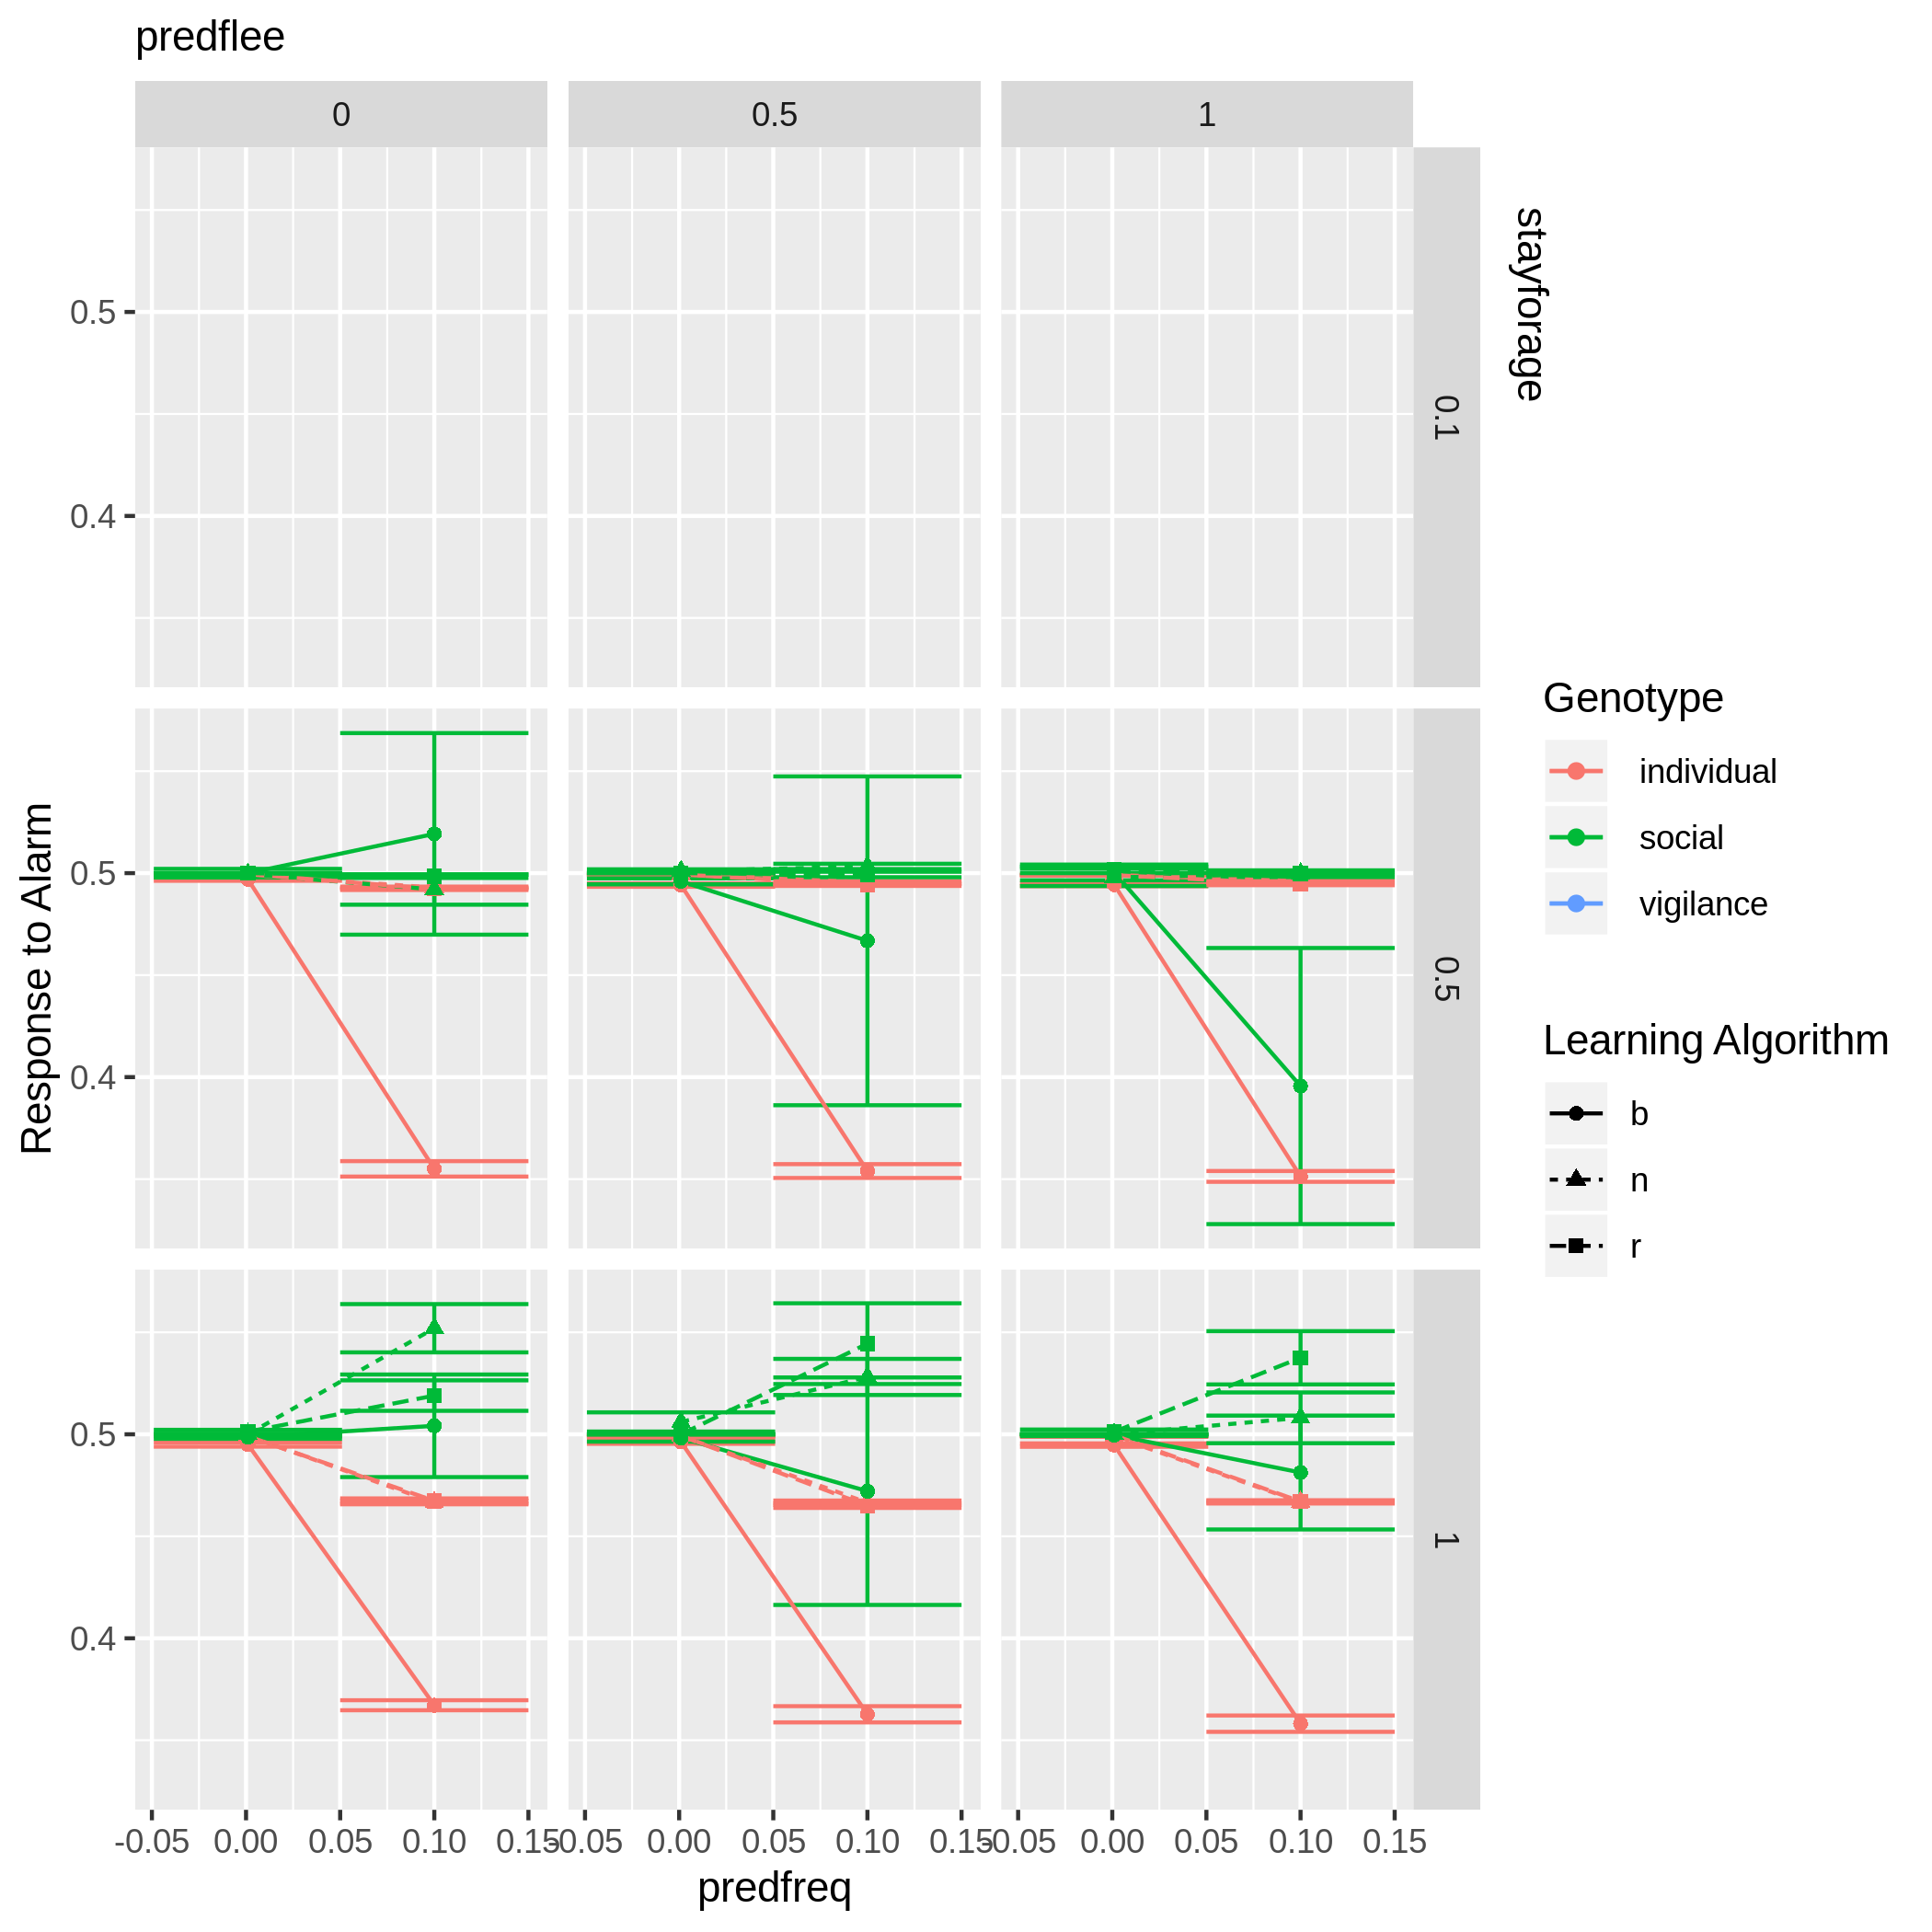 predflee
0 0.5 1
stayforage
0.5
0.4
0.1
Response to Alarm
0.5
0.4
0.5
0.5
0.4
1
-0.05 0.00 0.05 0.10 0.15 -0.05 0.00 0.05 0.10 0.15 -0.05 0.00 0.05 0.10 0.15
predfreq
Genotype
individual
social
vigilance
Learning Algorithm
b
n
r